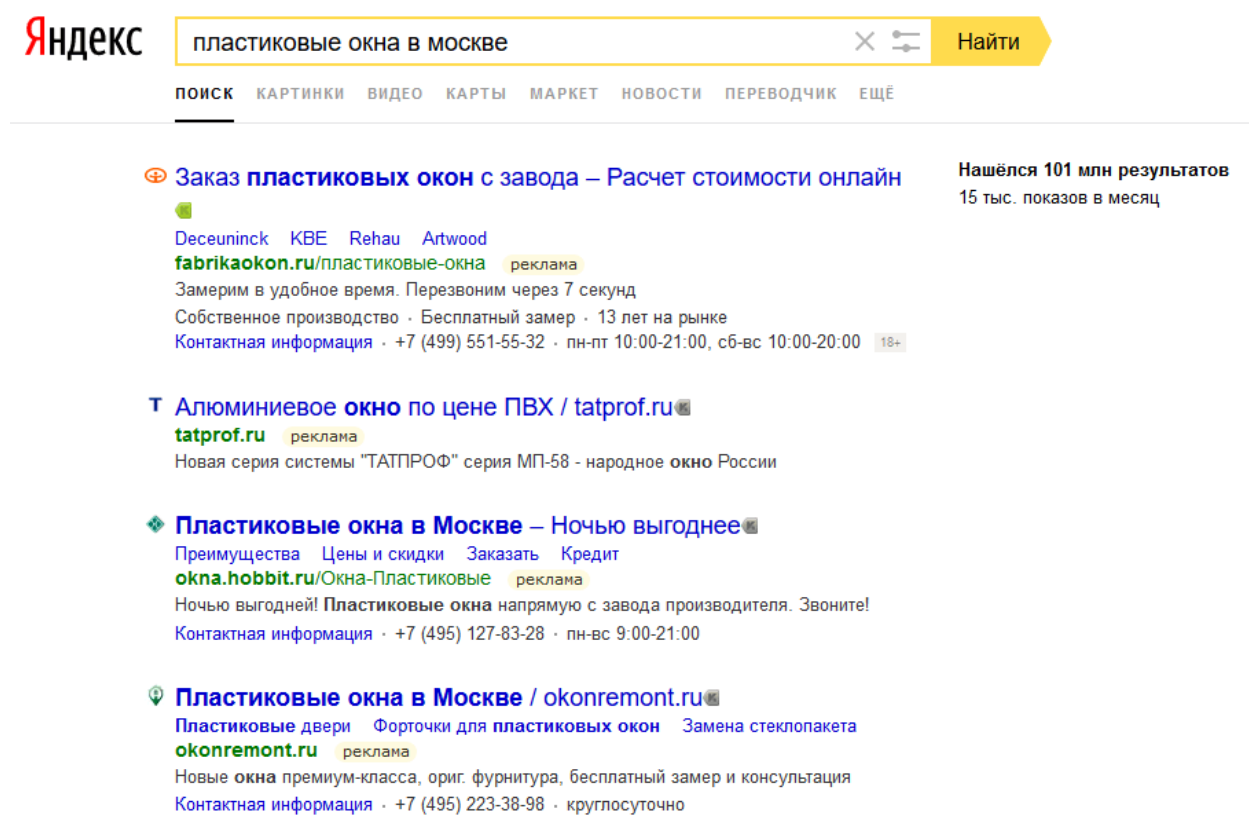 Яндекс
пластиковые окна в москве
Найти
ПОИСК КАРТИНКИ ВИДЕО КАРТЫ МАРКЕТ НОВОСТИ ПЕРЕВОДЧИК ЕЩЁ
Заказ пластиковых окон с завода – Расчет стоимости онлайн
Deceuninck KBE Rehau Artwood
fabrikaokon.ru/пластиковые-окна реклама
Замерим в удобное время. Перезвоним через 7 секунд
Собственное производство · Бесплатный замер · 13 лет на рынке
Контактная информация · +7 (499) 551-55-32 · пн-пт 10:00-21:00, сб-вс 10:00-20:00 18+
Нашёлся 101 млн результатов
15 тыс. показов в месяц
Т Алюминиевое окно по цене ПВХ / tatprof.ru
tatprof.ru реклама
Новая серия системы "ТАТПРОФ" серия МП-58 - народное окно России
Пластиковые окна в Москве – Ночью выгоднее
Преимущества Цены и скидки Заказать Кредит
okna.hobbit.ru/Окна-Пластиковые реклама
Ночью выгодней! Пластиковые окна напрямую с завода производителя. Звоните!
Контактная информация · +7 (495) 127-83-28 · пн-вс 9:00-21:00
Пластиковые окна в Москве / okonremont.ru
Пластиковые двери Форточки для пластиковых окон Замена стеклопакета
okonremont.ru реклама
Новые окна премиум-класса, ориг. фурнитура, бесплатный замер и консультация
Контактная информация · +7 (495) 223-38-98 · круглосуточно